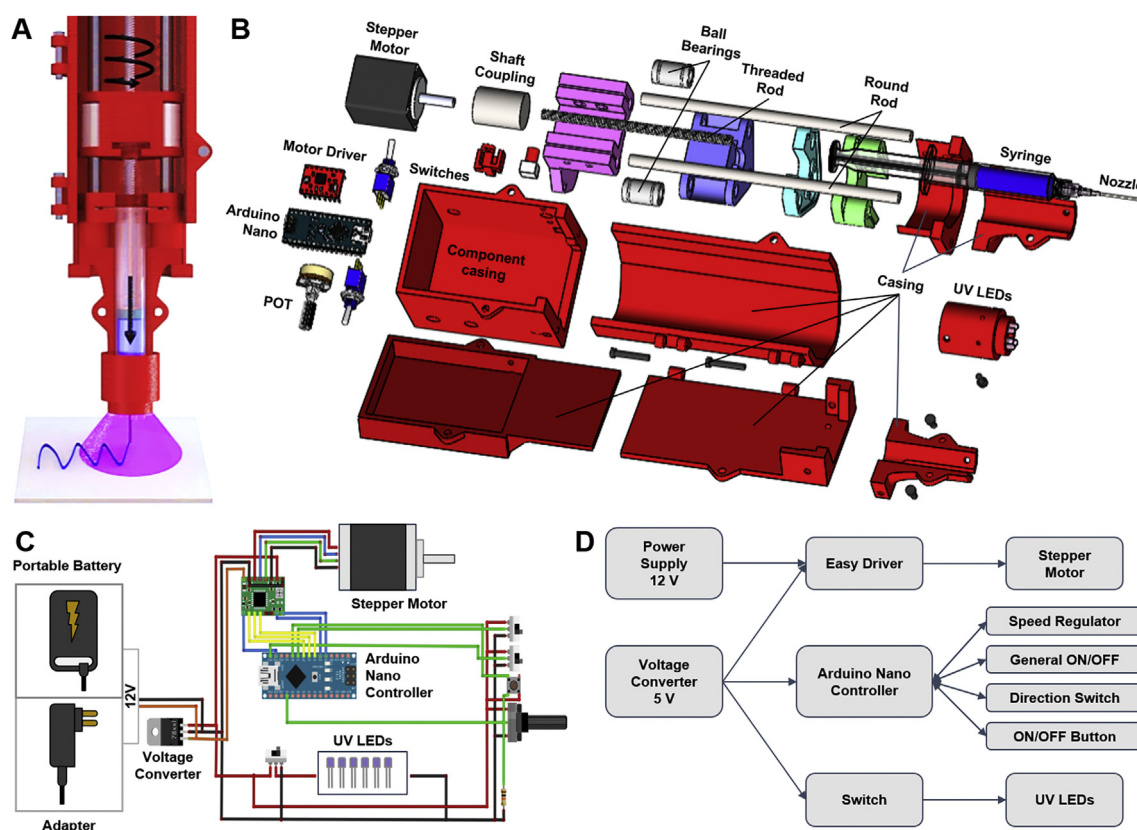 A
B
Stepper
Motor
Shaft
Coupling
Ball
Bearings
Threaded
Rod
Round
Rod
Syringe
Nozzle
Motor Driver
Switches
Arduino
Nano
POT
Component
casing
Casing
UV LEDs
C
Portable Battery
12V
Adapter
Voltage
Converter
Stepper Motor
Arduino
Nano
Controller
UV LEDs
D
Power
Supply
12 V
Easy Driver
Stepper
Motor
Voltage
Converter
5 V
Arduino Nano
Controller
Speed Regulator
General ON/OFF
Direction Switch
ON/OFF Button
Switch
UV LEDs